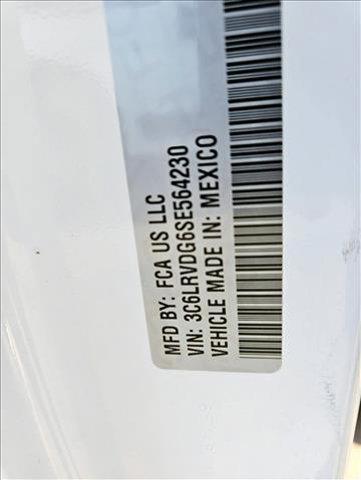 MFD BY: FCA US LLC
VIN: 3C6LRVDG6SE564230
VEHICLE MADE IN: MEXICO